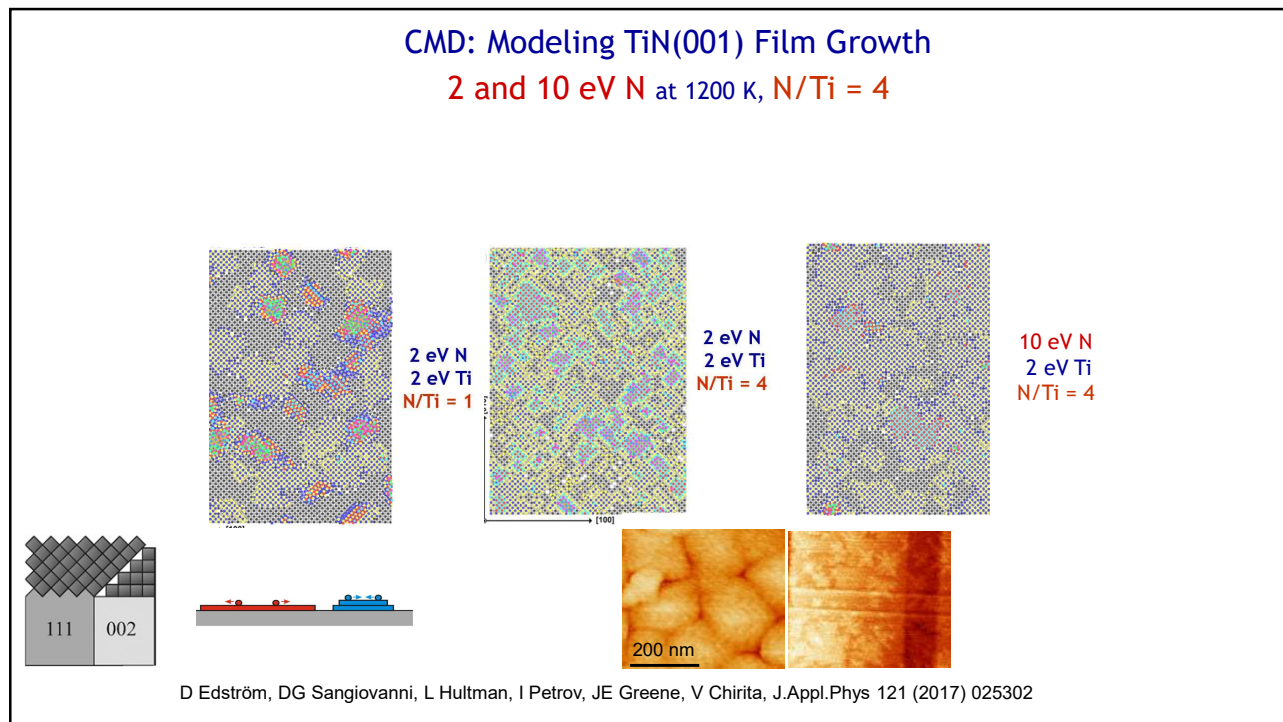 CMD: Modeling TiN(001) Film Growth
2 and 10 eV N at 1200 K, N/Ti = 4
2 eV N
2 eV Ti
N/Ti = 1
2 eV N
2 eV Ti
N/Ti = 4
10 eV N
2 eV Ti
N/Ti = 4
[100]
111
002
200 nm
D Edström, DG Sangiovanni, L Hultman, I Petrov, JE Greene, V Chirita, J.Appl.Phys 121 (2017) 025302